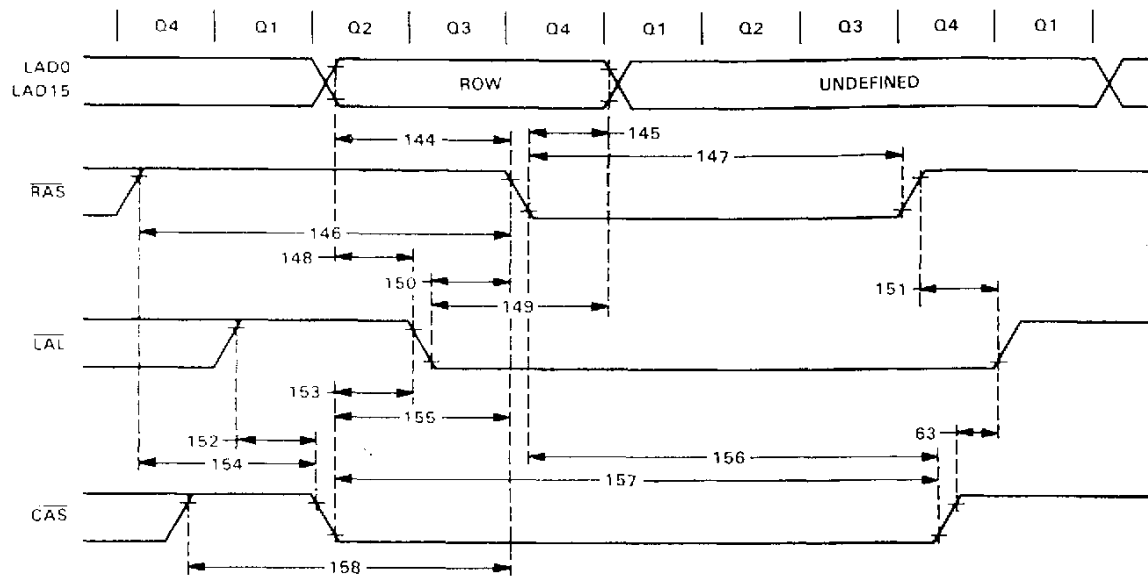 Q4 Q1 Q2 Q3 Q4 Q1 Q2 Q3 Q4 Q1
LAD0
LAD15
ROW
UNDEFINED
144
145
147
RAS
146
148
150
149
151
LAL
153
155
152
63
154
156
157
CAS
158